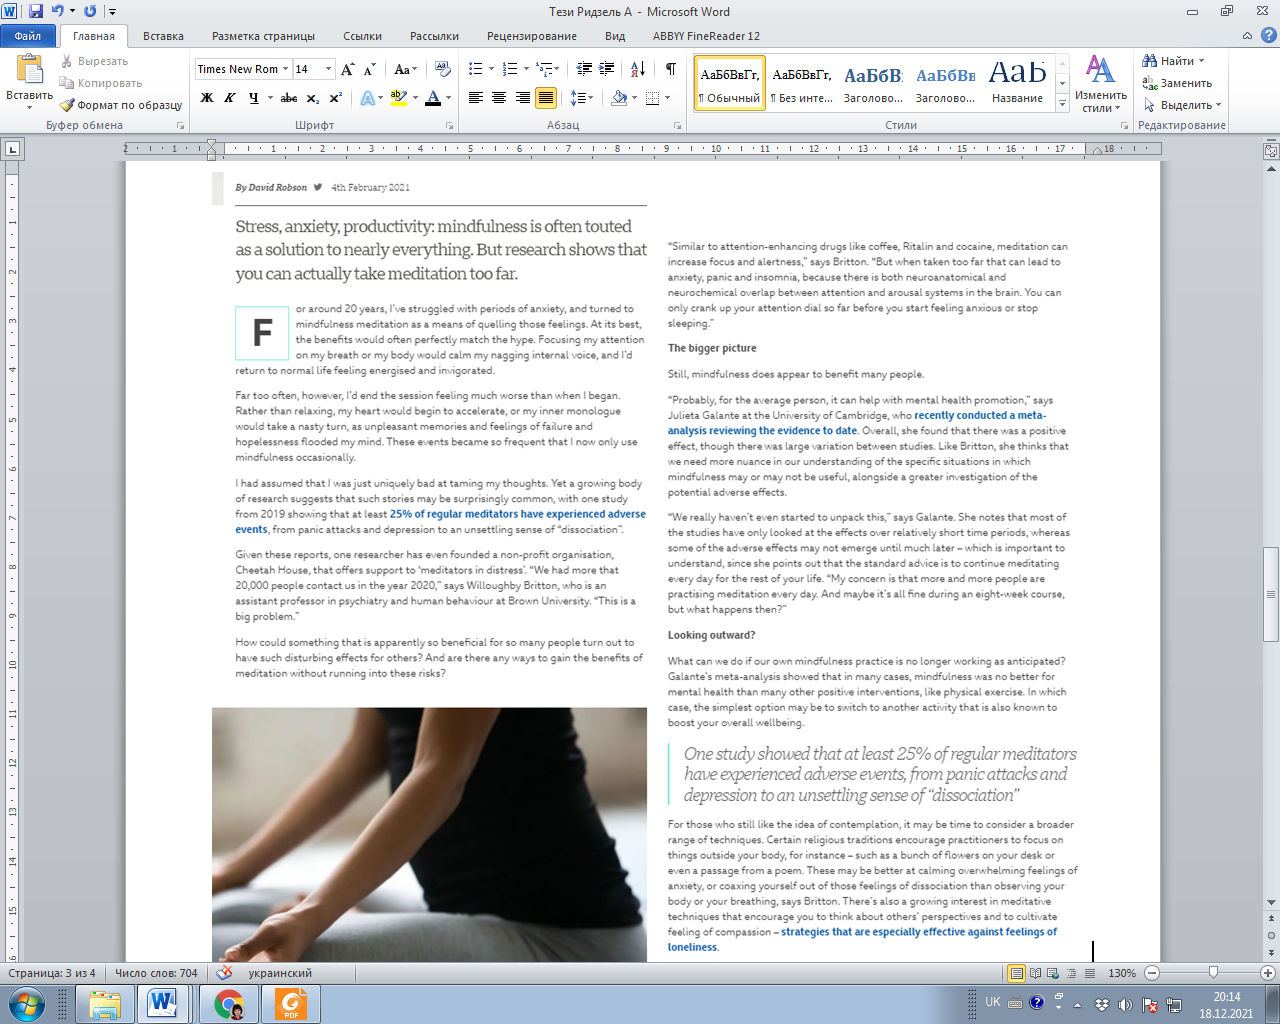 Тези Ридзель А - Microsoft Word
Файл
Главная
Вставка
Разметка страницы
Ссылки
Рассылки
Рецензирование
Вид
ABBYY FineReader 12
Вставить
Вырезать
Копировать
Формат по образцу
Буфер обмена
Times New Rom
14
Шрифт
Абзац
АаБбВвГг,
¶ Обычный
АаБбВвГг,
¶ Без инте...
АаБбВ
Заголово...
АаБбВв
Заголово...
АаЬ
Название
Стили
Изменить
стили
Найти
Заменить
Выделить
Редактирование
2 1 1 2 3 4 5 6 7 8 9 10 11 12 13 14 15 16 17 18
By David Robson 4th February 2021
Stress, anxiety, productivity: mindfulness is often touted
as a solution to nearly everything. But research shows that
you can actually take meditation too far.
F
or around 20 years, I've struggled with periods of anxiety, and turned to
mindfulness meditation as a means of quelling those feelings. At its best,
the benefits would often perfectly match the hype. Focusing my attention
on my breath or my body would calm my nagging internal voice, and I'd
return to normal life feeling energised and invigorated.
Far too often, however, I'd end the session feeling much worse than when I began.
Rather than relaxing, my heart would begin to accelerate, or my inner monologue
would take a nasty turn, as unpleasant memories and feelings of failure and
hopelessness flooded my mind. These events became so frequent that I now only use
mindfulness occasionally.
I had assumed that I was just uniquely bad at taming my thoughts. Yet a growing body
of research suggests that such stories may be surprisingly common, with one study
from 2019 showing that at least 25% of regular meditators have experienced adverse
events, from panic attacks and depression to an unsettling sense of “dissociation”.
Given these reports, one researcher has even founded a non-profit organisation,
Cheetah House, that offers support to ‘meditators in distress’. “We had more that
20,000 people contact us in the year 2020,” says Willoughby Britton, who is an
assistant professor in psychiatry and human behaviour at Brown University. “This is a
big problem.”
How could something that is apparently so beneficial for so many people turn out to
have such disturbing effects for others? And are there any ways to gain the benefits of
meditation without running into these risks?
“Similar to attention-enhancing drugs like coffee, Ritalin and cocaine, meditation can
increase focus and alertness,” says Britton. “But when taken too far that can lead to
anxiety, panic and insomnia, because there is both neuroanatomical and
neurochemical overlap between attention and arousal systems in the brain. You can
only crank up your attention dial so far before you start feeling anxious or stop
sleeping.”
The bigger picture
Still, mindfulness does appear to benefit many people.
“Probably, for the average person, it can help with mental health promotion,” says
Julieta Galante at the University of Cambridge, who recently conducted a meta-
analysis reviewing the evidence to date. Overall, she found that there was a positive
effect, though there was large variation between studies. Like Britton, she thinks that
we need more nuance in our understanding of the specific situations in which
mindfulness may or may not be useful, alongside a greater investigation of the
potential adverse effects.
“We really haven't even started to unpack this,” says Galante. She notes that most of
the studies have only looked at the effects over relatively short time periods, whereas
some of the adverse effects may not emerge until much later – which is important to
understand, since she points out that the standard advice is to continue meditating
every day for the rest of your life. “My concern is that more and more people are
practising meditation every day. And maybe it's all fine during an eight-week course,
but what happens then?”
Looking outward?
What can we do if our own mindfulness practice is no longer working as anticipated?
Galante's meta-analysis showed that in many cases, mindfulness was no better for
mental health than many other positive interventions, like physical exercise. In which
case, the simplest option may be to switch to another activity that is also known to
boost your overall wellbeing.
One study showed that at least 25% of regular meditators
have experienced adverse events, from panic attacks and
depression to an unsettling sense of “dissociation”
For those who still like the idea of contemplation, it may be time to consider a broader
range of techniques. Certain religious traditions encourage practitioners to focus on
things outside your body, for instance – such as a bunch of flowers on your desk or
even a passage from a poem. These may be better at calming overwhelming feelings of
anxiety, or coaxing yourself out of those feelings of dissociation than observing your
body or your breathing, says Britton. There's also a growing interest in meditative
techniques that encourage you to think about others' perspectives and to cultivate
feeling of compassion – strategies that are especially effective against feelings of
loneliness.
Страница: 3 из 4
Число слов: 704
украинский
130%
UK
20:14
18.12.2021